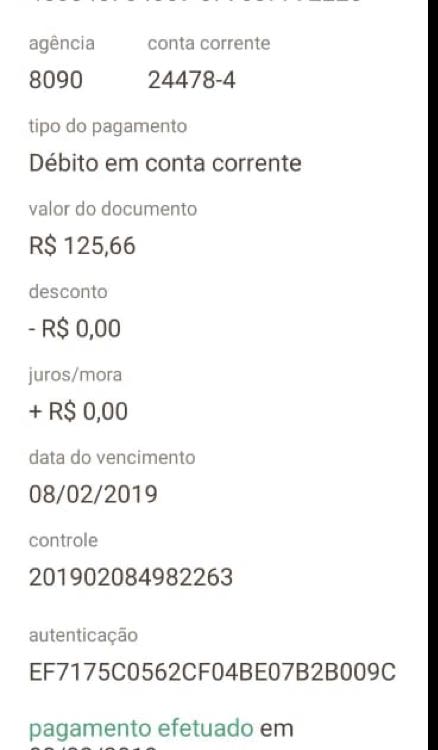 agência conta corrente
8090 24478-4
tipo do pagamento
Débito em conta corrente
valor do documento
R$ 125,66
desconto
- R$ 0,00
juros/mora
+ R$ 0,00
data do vencimento
08/02/2019
controle
201902084982263
autenticação
EF7175C0562CF04BE07B2B009C
pagamento efetuado em